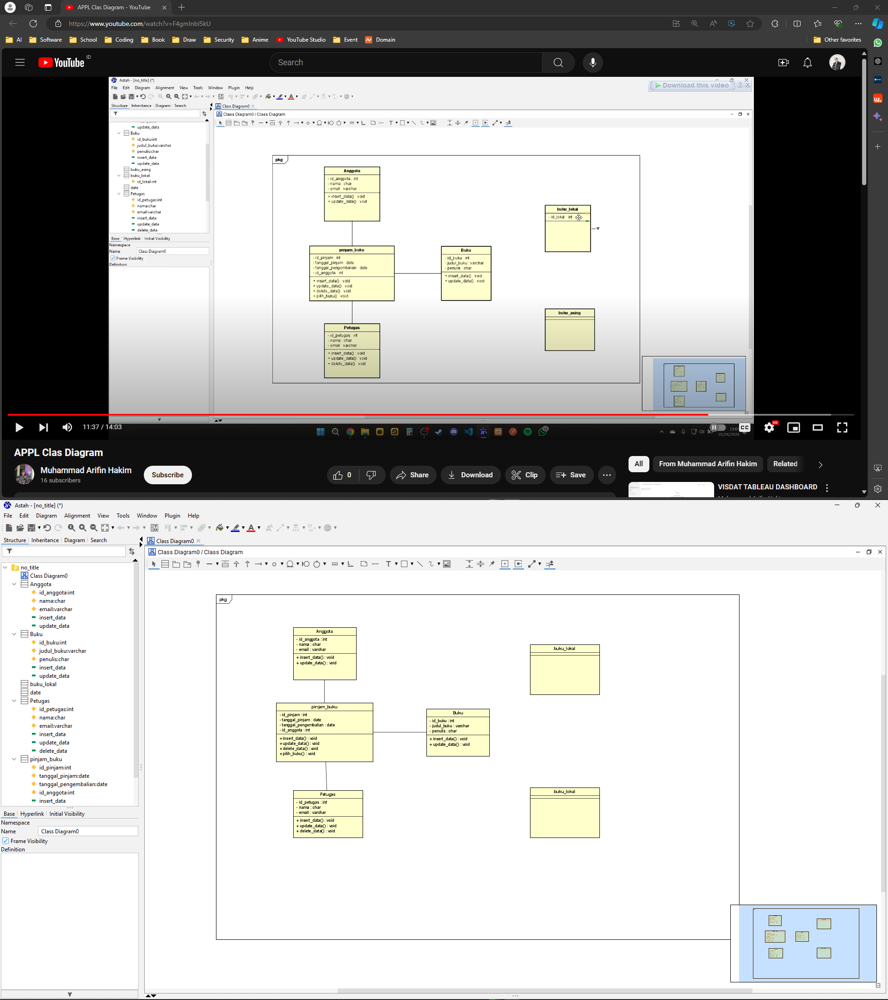 APPL Clas Diagram - YouTube
https://www.youtube.com/watch?v=F4gmlnbI5kU
AI Software School Coding Book Draw Security Anime YouTube Studio Event Domain Other favorites
YouTube ID
Search
Astah - [no_title] (*)
File Edit Diagram Alignment View Tools Window Plugin Help
Download this video
Structure Inheritance Diagram Search
Class Diagram0
Class Diagram0 / Class Diagram
update_data
Buku
id_buku:int
judul_buku:varchar
penulis:char
insert_data
update_data
buku_asing
buku_lokal
id_lokal:int
date
Petugas
id_petugas:int
nama:char
email:varchar
insert_data
update_data
delete_data
Base Hyperlink Initial Visibility
Namespace
Name Class Diagram0
Frame Visibility
Definition
pkg
Anggota
- id_anggota : int
- nama : char
- email : varchar
+ insert_data() : void
+ update_data() : void
buku_lokal
- id_lokal : int
pinjam_buku
- id_pinjam : int
- tanggal_pinjam : date
- tanggal_pengembalian : date
- id_anggota : int
+ insert_data() : void
+ update_data() : void
+ delete_data() : void
+ pilih_buku() : void
Buku
- id_buku : int
- judul_buku : varchar
- penulis : char
+ insert_data() : void
+ update_data() : void
buku_asing
Petugas
- id_petugas : int
- nama : char
- email : varchar
+ insert_data() : void
+ update_data() : void
+ delete_data() : void
11:37 / 14:03
CC
HD
13:07
01/06/2024
APPL Clas Diagram
Muhammad Arifin Hakim
16 subscribers
Subscribe
0
Share
Download
Clip
Save
All
From Muhammad Arifin Hakim
Related
VISDAT TABLEAU DASHBOARD
Astah - [no_title] (*)
File Edit Diagram Alignment View Tools Window Plugin Help
Structure Inheritance Diagram Search
Class Diagram0
Class Diagram0 / Class Diagram
no_title
Class Diagram0
Anggota
id_anggota:int
nama:char
email:varchar
insert_data
update_data
Buku
id_buku:int
judul_buku:varchar
penulis:char
insert_data
update_data
buku_lokal
date
Petugas
id_petugas:int
nama:char
email:varchar
insert_data
update_data
delete_data
pinjam_buku
id_pinjam:int
tanggal_pinjam:date
tanggal_pengembalian:date
id_anggota:int
insert_data
Base Hyperlink Initial Visibility
Namespace
Name Class Diagram0
Frame Visibility
Definition
pkg
Anggota
- id_anggota : int
- nama : char
- email : varchar
+ insert_data() : void
+ update_data() : void
buku_lokal
pinjam_buku
- id_pinjam : int
- tanggal_pinjam : date
- tanggal_pengembalian : date
- id_anggota : int
+ insert_data() : void
+ update_data() : void
+ delete_data() : void
+ pilih_buku() : void
Buku
- id_buku : int
- judul_buku : varchar
- penulis : char
+ insert_data() : void
+ update_data() : void
Petugas
- id_petugas : int
- nama : char
- email : varchar
+ insert_data() : void
+ update_data() : void
+ delete_data() : void
buku_lokal